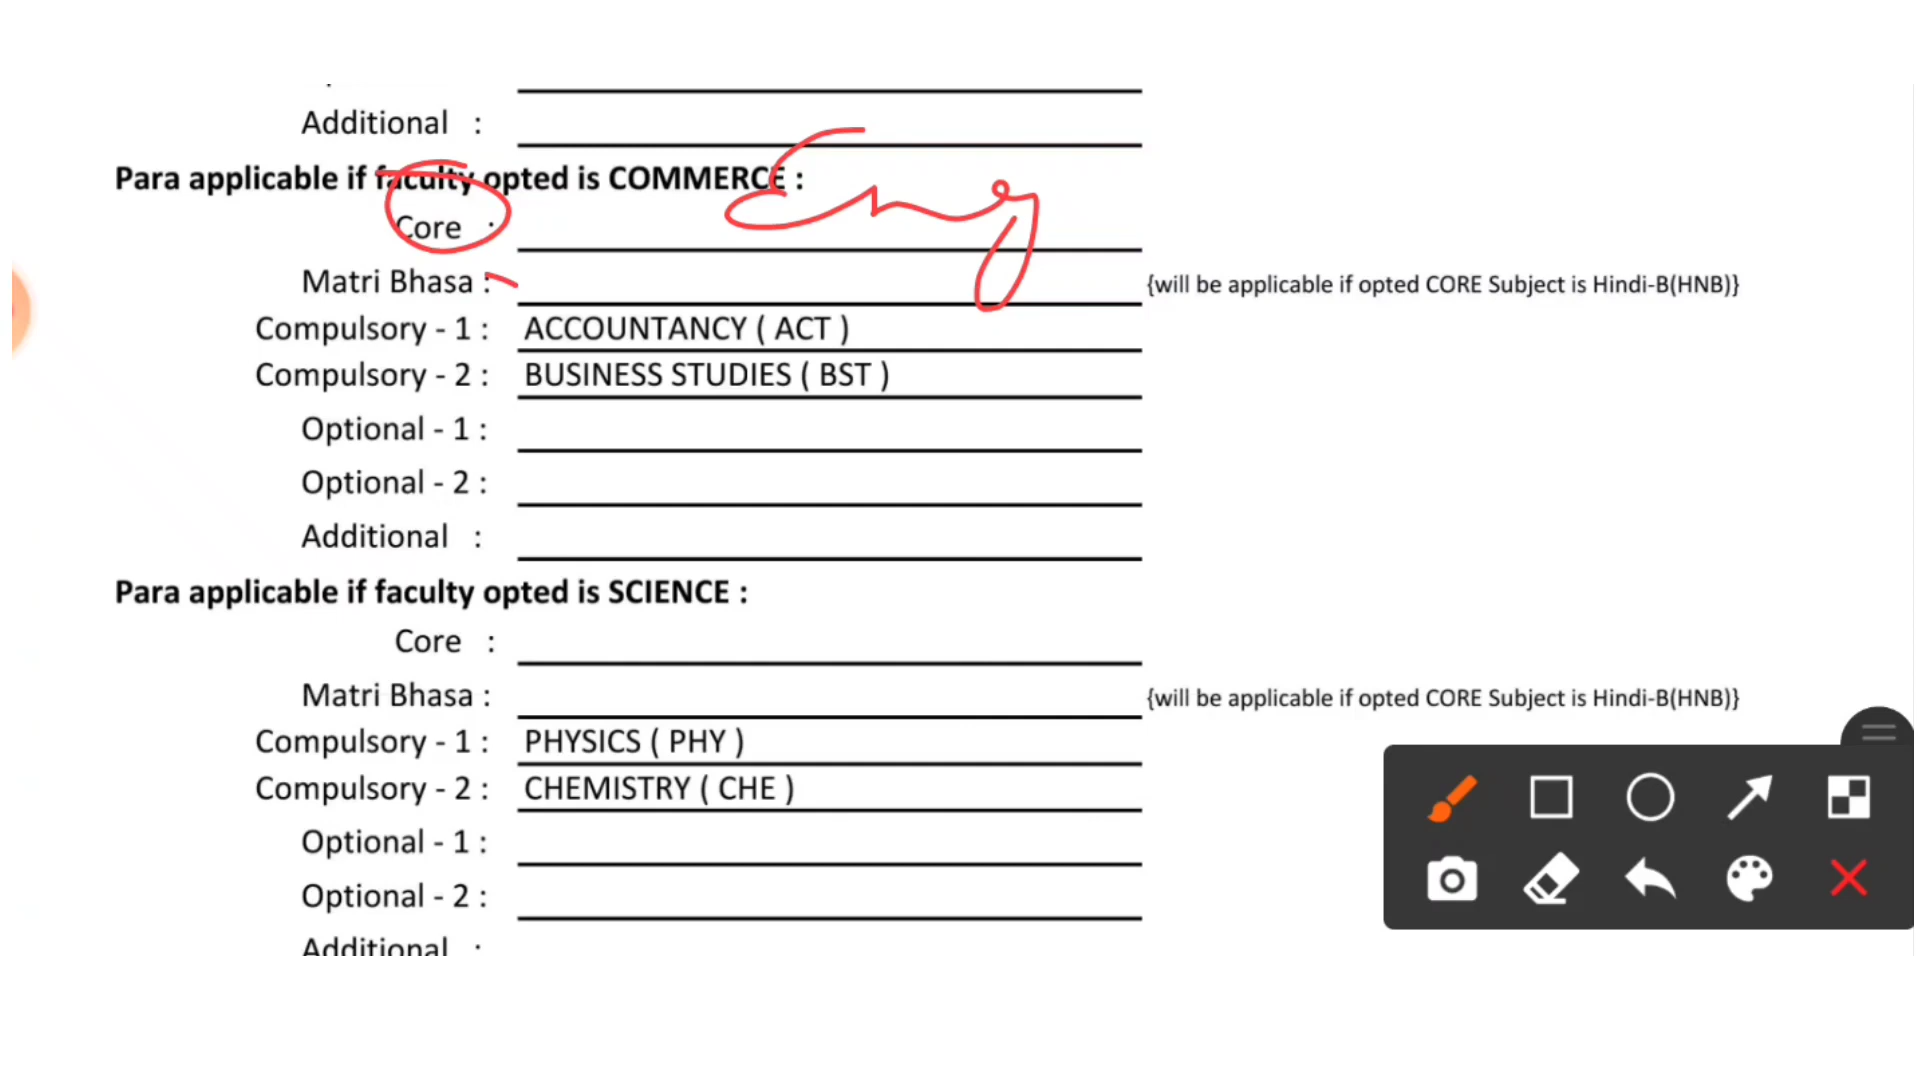 Additional :
Para applicable if faculty opted is COMMERCE :
Core : Eng
Matri Bhasa : {will be applicable if opted CORE Subject is Hindi-B(HNB)}
Compulsory - 1 : ACCOUNTANCY ( ACT )
Compulsory - 2 : BUSINESS STUDIES ( BST )
Optional - 1 :
Optional - 2 :
Additional :
Para applicable if faculty opted is SCIENCE :
Core :
Matri Bhasa : {will be applicable if opted CORE Subject is Hindi-B(HNB)}
Compulsory - 1 : PHYSICS ( PHY )
Compulsory - 2 : CHEMISTRY ( CHE )
Optional - 1 :
Optional - 2 :
Additional :